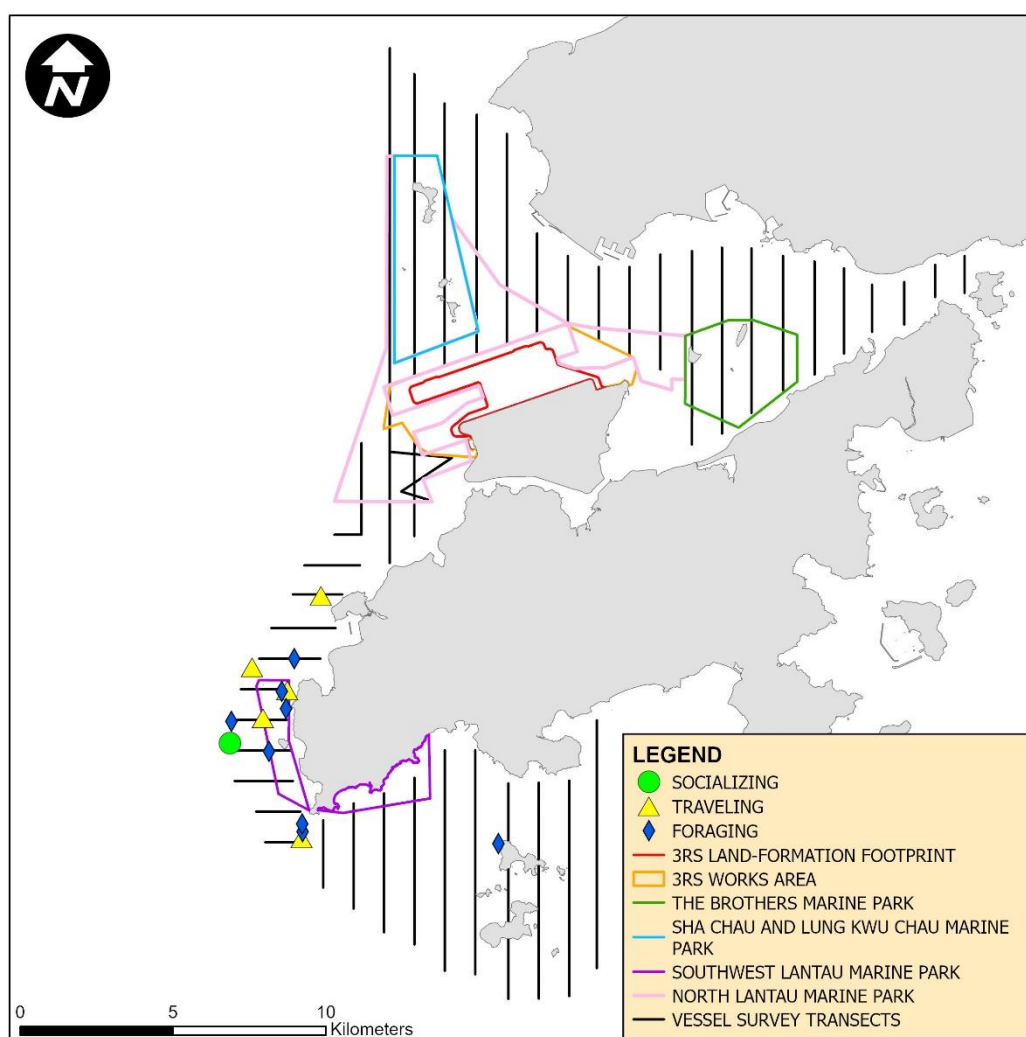 N
LEGEND
SOCIALIZING
TRAVELING
FORAGING
3RS LAND-FORMATION FOOTPRINT
3RS WORKS AREA
THE BROTHERS MARINE PARK
SHA CHAU AND LUNG KWU CHAU MARINE
PARK
SOUTHWEST LANTAU MARINE PARK
NORTH LANTAU MARINE PARK
VESSEL SURVEY TRANSECTS
0 5 10
Kilometers